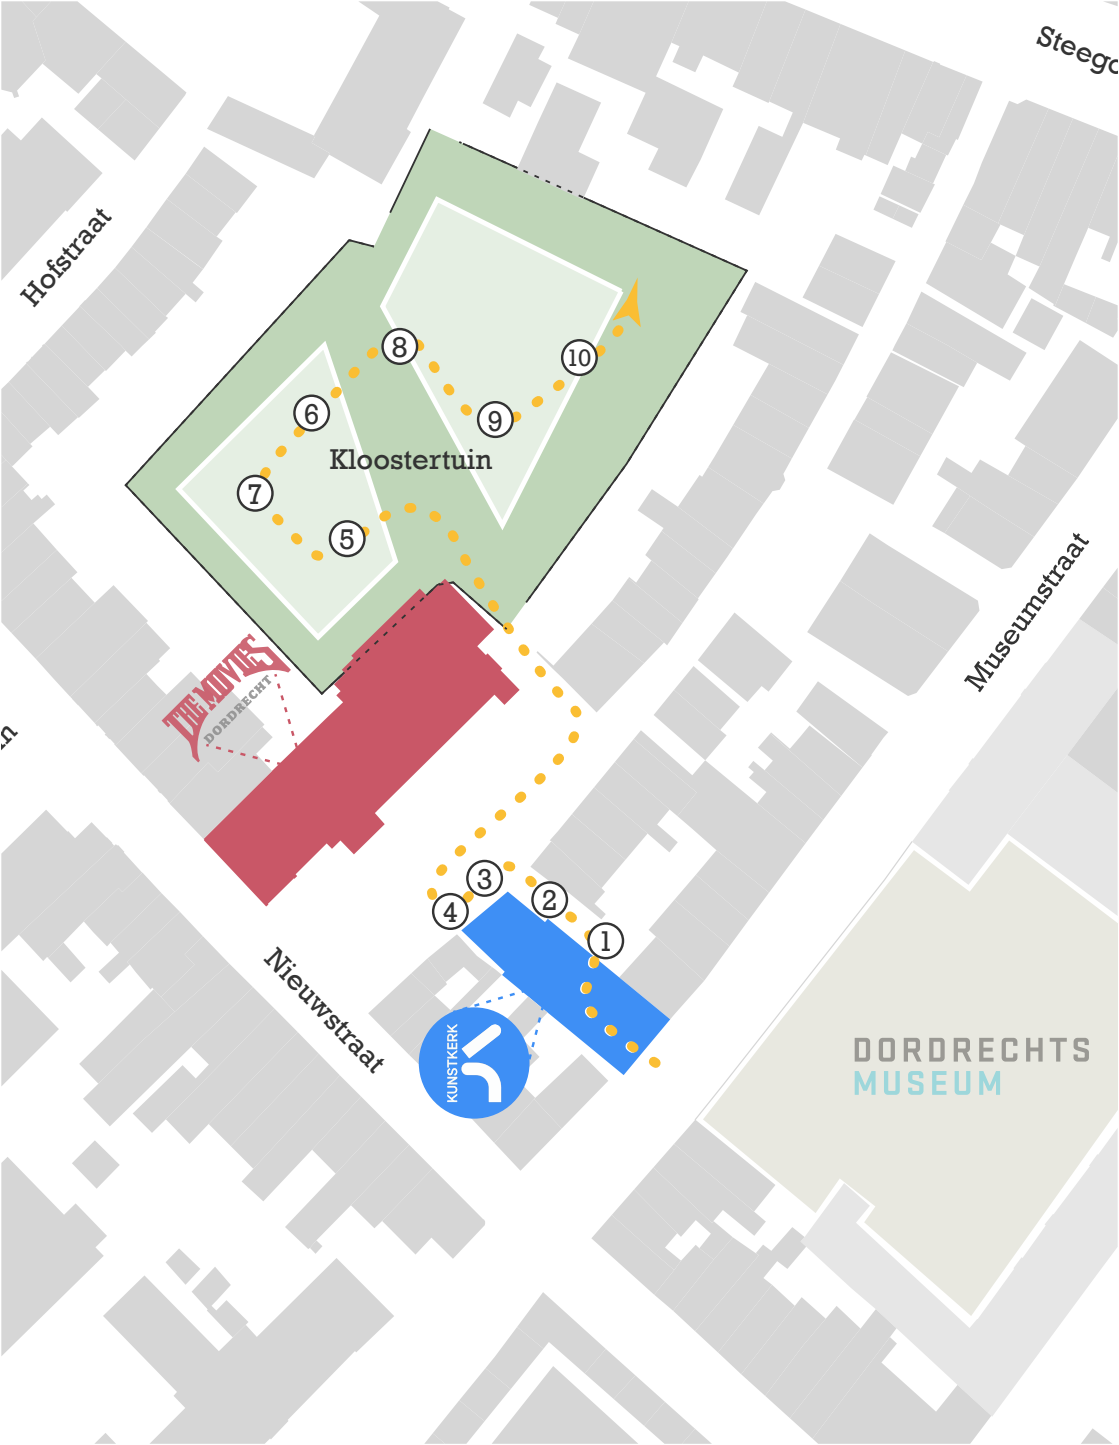 Steego
Hofstraat
8
10
6
9
Kloostertuin
7
5
Museumstraat
THE MOVIES
DORDRECHT
3
2
4
1
Nieuwstraat
KUNSTKERK
DORDRECHTS
MUSEUM